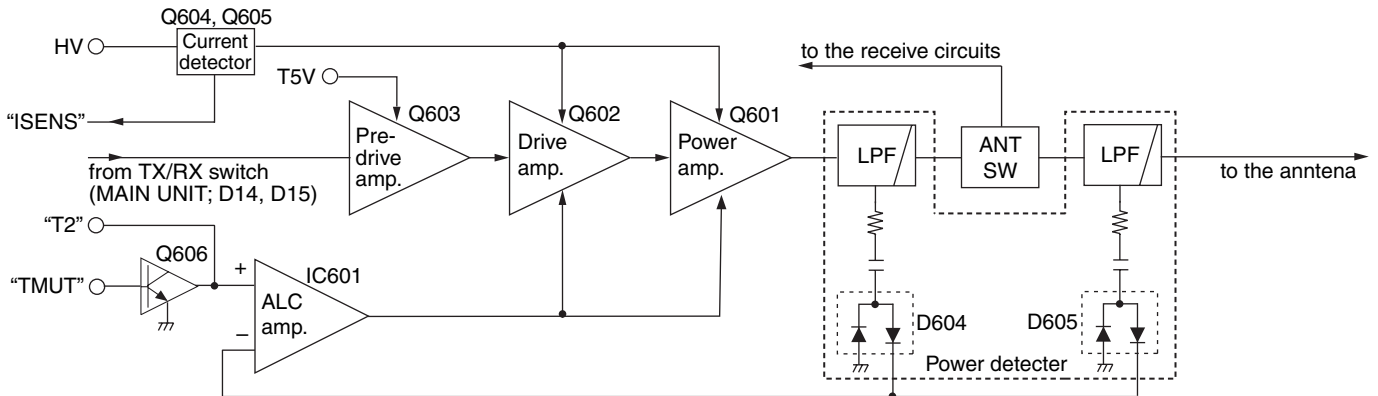 Q604, Q605
HV
Current
detector
to the receive circuits
T5V
"ISENS"
Q603
Q602
Q601
Pre-
drive
amp.
Drive
amp.
Power
amp.
LPF
ANT
SW
LPF
from TX/RX switch
(MAIN UNIT; D14, D15)
to the anntena
"T2"
Q606
"TMUT"
+
IC601
ALC
amp.
–
D604
D605
Power detecter